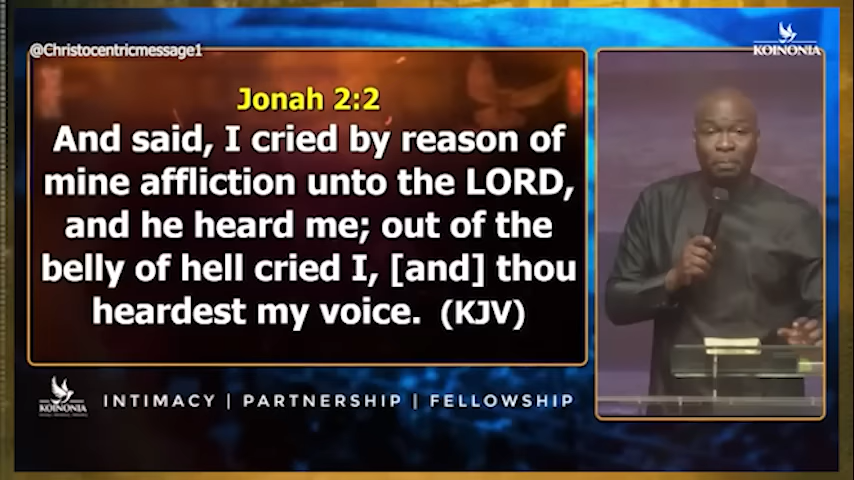 @Christocentricmessage1
KOINONIA
Jonah 2:2
And said, I cried by reason of
mine affliction unto the LORD,
and he heard me; out of the
belly of hell cried I, [and] thou
heardest my voice. (KJV)
KOINONIA
INTIMACY | PARTNERSHIP | FELLOWSHIP